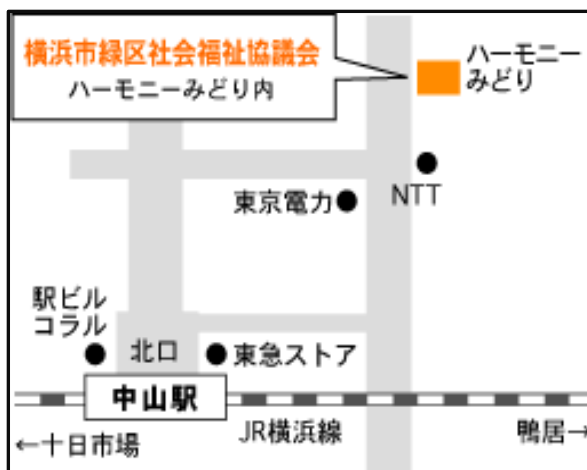 横浜市緑区社会福祉協議会
ハーモニーみどり内
ハーモニー
みどり
東京電力
NTT
駅ビル
コラル
北口
東急ストア
中山駅
←十日市場
JR横浜線
鴨居→